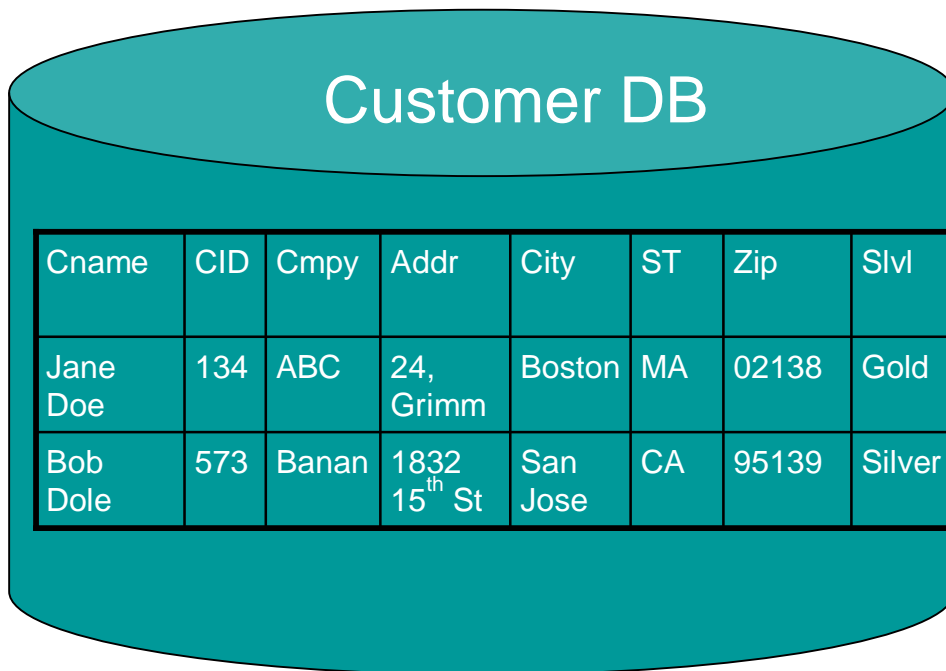 Customer DB
Cname CID Cmpy Addr City ST Zip Slvl
Jane Doe 134 ABC 24, Grimm Boston MA 02138 Gold
Bob Dole 573 Banan 1832 15th St San Jose CA 95139 Silver